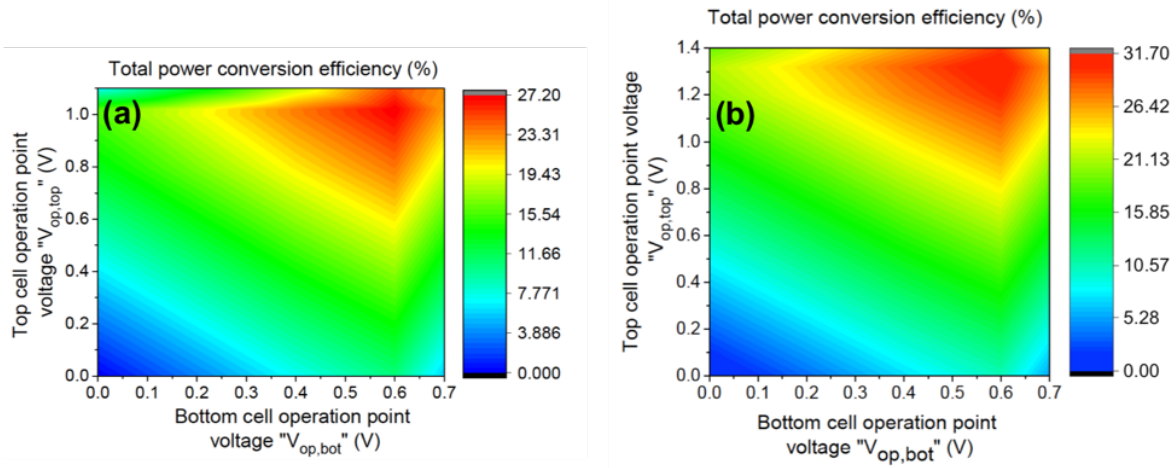 Total power conversion efficiency (%)
(a)
Top cell operation point
voltage "V_op,top" (V)
1.0
0.8
0.6
0.4
0.2
0.0
0.0 0.1 0.2 0.3 0.4 0.5 0.6 0.7
Bottom cell operation point
voltage "V_op,bot" (V)
27.20
23.31
19.43
15.54
11.66
7.771
3.886
0.000
Total power conversion efficiency (%)
(b)
Top cell operation point voltage
"V_op,top" (V)
1.4
1.2
1.0
0.8
0.6
0.4
0.2
0.0
0.0 0.1 0.2 0.3 0.4 0.5 0.6 0.7
Bottom cell operation point
voltage "V_op,bot" (V)
31.70
26.42
21.13
15.85
10.57
5.28
0.00